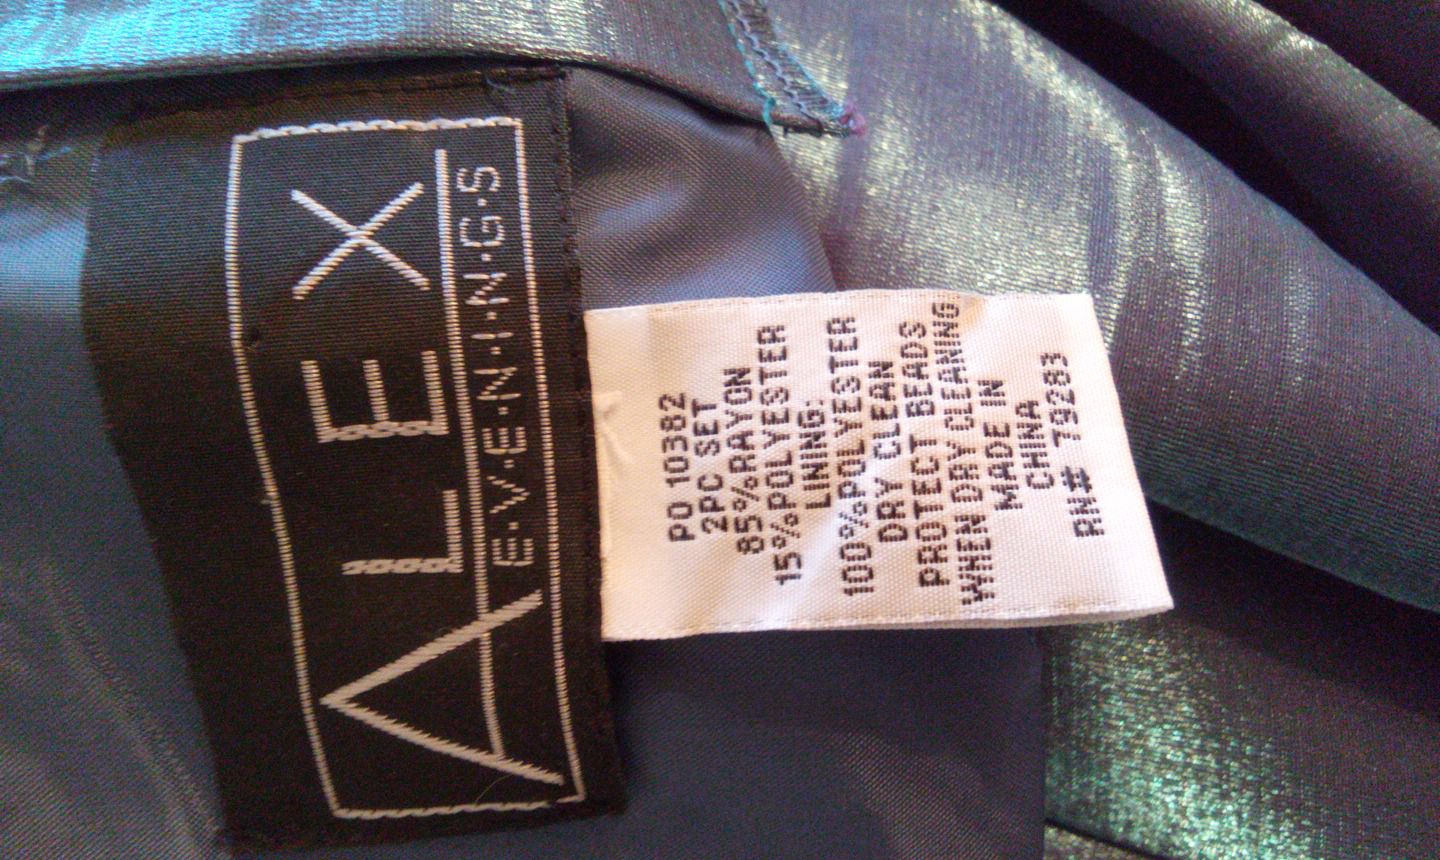 ALEX
E·V·E·N·I·N·G·S
PO 10382
2PC SET
85%RAYON
15%POLYESTER
LINING:
100%POLYESTER
DRY CLEAN
PROTECT BEADS
WHEN DRY CLEANING
MADE IN
CHINA
RN# 79283